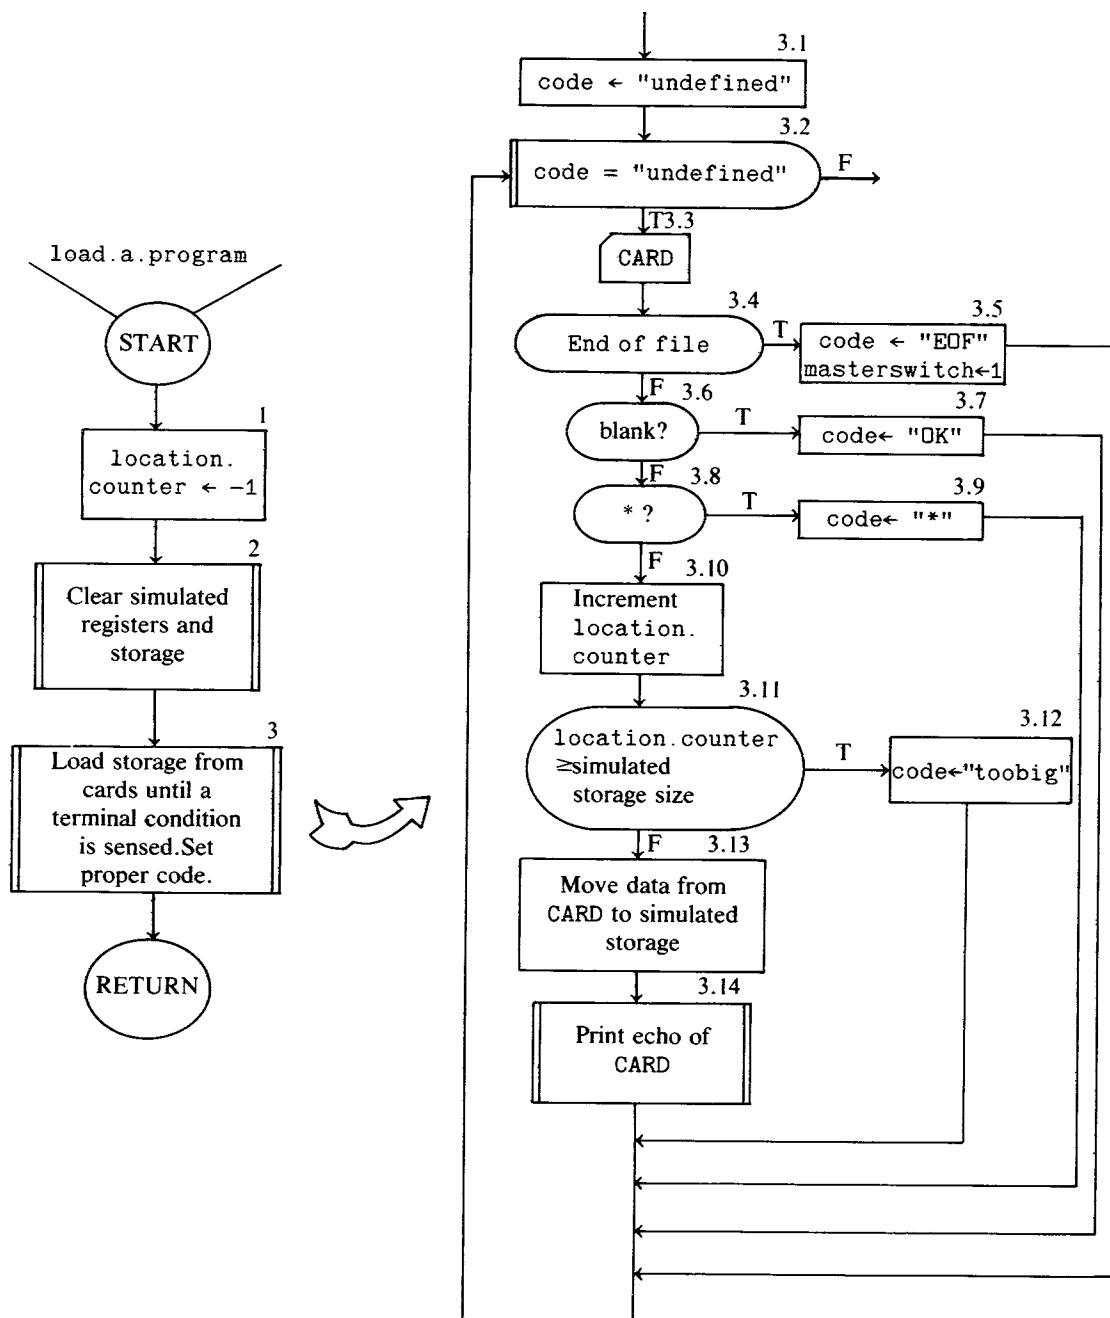 load.a.program
START
1
location.
counter ← −1
2
Clear simulated
registers and
storage
3
Load storage from
cards until a
terminal condition
is sensed.Set
proper code.
RETURN
3.1
code ← "undefined"
3.2
code = "undefined"
F
T3.3
CARD
3.4
End of file
T
3.5
code ← "EOF"
masterswitch←1
F
3.6
blank?
T
3.7
code← "OK"
F
3.8
* ?
T
3.9
code← "*"
F
3.10
Increment
location.
counter
3.11
location.counter
≥simulated
storage size
T
3.12
code←"toobig"
F
3.13
Move data from
CARD to simulated
storage
3.14
Print echo of
CARD